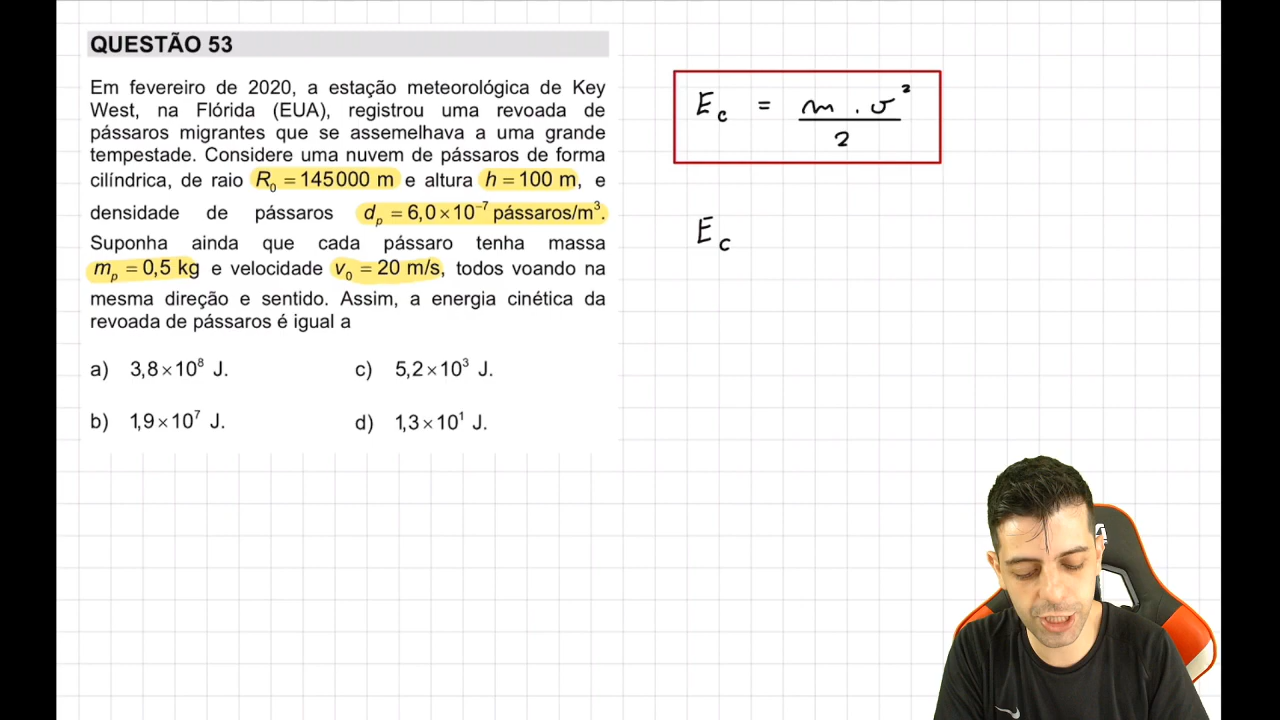 QUESTÃO 53
Em fevereiro de 2020, a estação meteorológica de Key
West, na Flórida (EUA), registrou uma revoada de
pássaros migrantes que se assemelhava a uma grande
tempestade. Considere uma nuvem de pássaros de forma
cilíndrica, de raio R₀ = 145000 m e altura h = 100 m, e
densidade de pássaros dₚ = 6,0×10⁻⁷ pássaros/m³.
Suponha ainda que cada pássaro tenha massa
mₚ = 0,5 kg e velocidade v₀ = 20 m/s, todos voando na
mesma direção e sentido. Assim, a energia cinética da
revoada de pássaros é igual a
a) 3,8×10⁸ J.
c) 5,2×10³ J.
b) 1,9×10⁷ J.
d) 1,3×10¹ J.
E_c = m . v² / 2
E_c